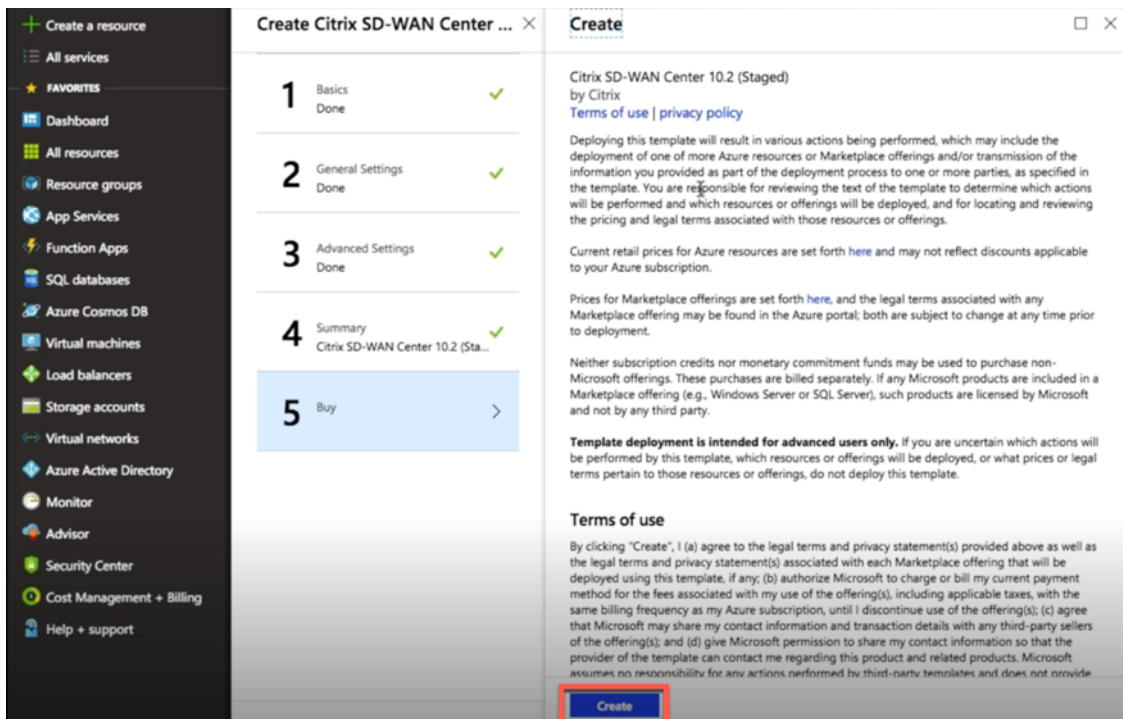 Create a resource
All services
FAVORITES
Dashboard
All resources
Resource groups
App Services
Function Apps
SQL databases
Azure Cosmos DB
Virtual machines
Load balancers
Storage accounts
Virtual networks
Azure Active Directory
Monitor
Advisor
Security Center
Cost Management + Billing
Help + support
Create Citrix SD-WAN Center ...
1
Basics
Done
2
General Settings
Done
3
Advanced Settings
Done
4
Summary
Citrix SD-WAN Center 10.2 (Sta...
5
Buy
Create
Citrix SD-WAN Center 10.2 (Staged)
by Citrix
Terms of use | privacy policy
Deploying this template will result in various actions being performed, which may include the
deployment of one of more Azure resources or Marketplace offerings and/or transmission of the
information you provided as part of the deployment process to one or more parties, as specified in
the template. You are responsible for reviewing the text of the template to determine which actions
will be performed and which resources or offerings will be deployed, and for locating and reviewing
the pricing and legal terms associated with those resources or offerings.
Current retail prices for Azure resources are set forth here and may not reflect discounts applicable
to your Azure subscription.
Prices for Marketplace offerings are set forth here, and the legal terms associated with any
Marketplace offering may be found in the Azure portal; both are subject to change at any time prior
to deployment.
Neither subscription credits nor monetary commitment funds may be used to purchase non-
Microsoft offerings. These purchases are billed separately. If any Microsoft products are included in a
Marketplace offering (e.g., Windows Server or SQL Server), such products are licensed by Microsoft
and not by any third party.
Template deployment is intended for advanced users only. If you are uncertain which actions will
be performed by this template, which resources or offerings will be deployed, or what prices or legal
terms pertain to those resources or offerings, do not deploy this template.
Terms of use
By clicking "Create", I (a) agree to the legal terms and privacy statement(s) provided above as well as
the legal terms and privacy statement(s) associated with each Marketplace offering that will be
deployed using this template, if any; (b) authorize Microsoft to charge or bill my current payment
method for the fees associated with my use of the offering(s), including applicable taxes, with the
same billing frequency as my Azure subscription, until I discontinue use of the offering(s); (c) agree
that Microsoft may share my contact information and transaction details with any third-party sellers
of the offering(s); and (d) give Microsoft permission to share my contact information so that the
provider of the template can contact me regarding this product and related products. Microsoft
assumes no responsibility for any actions performed by third-party templates and does not provide
Create